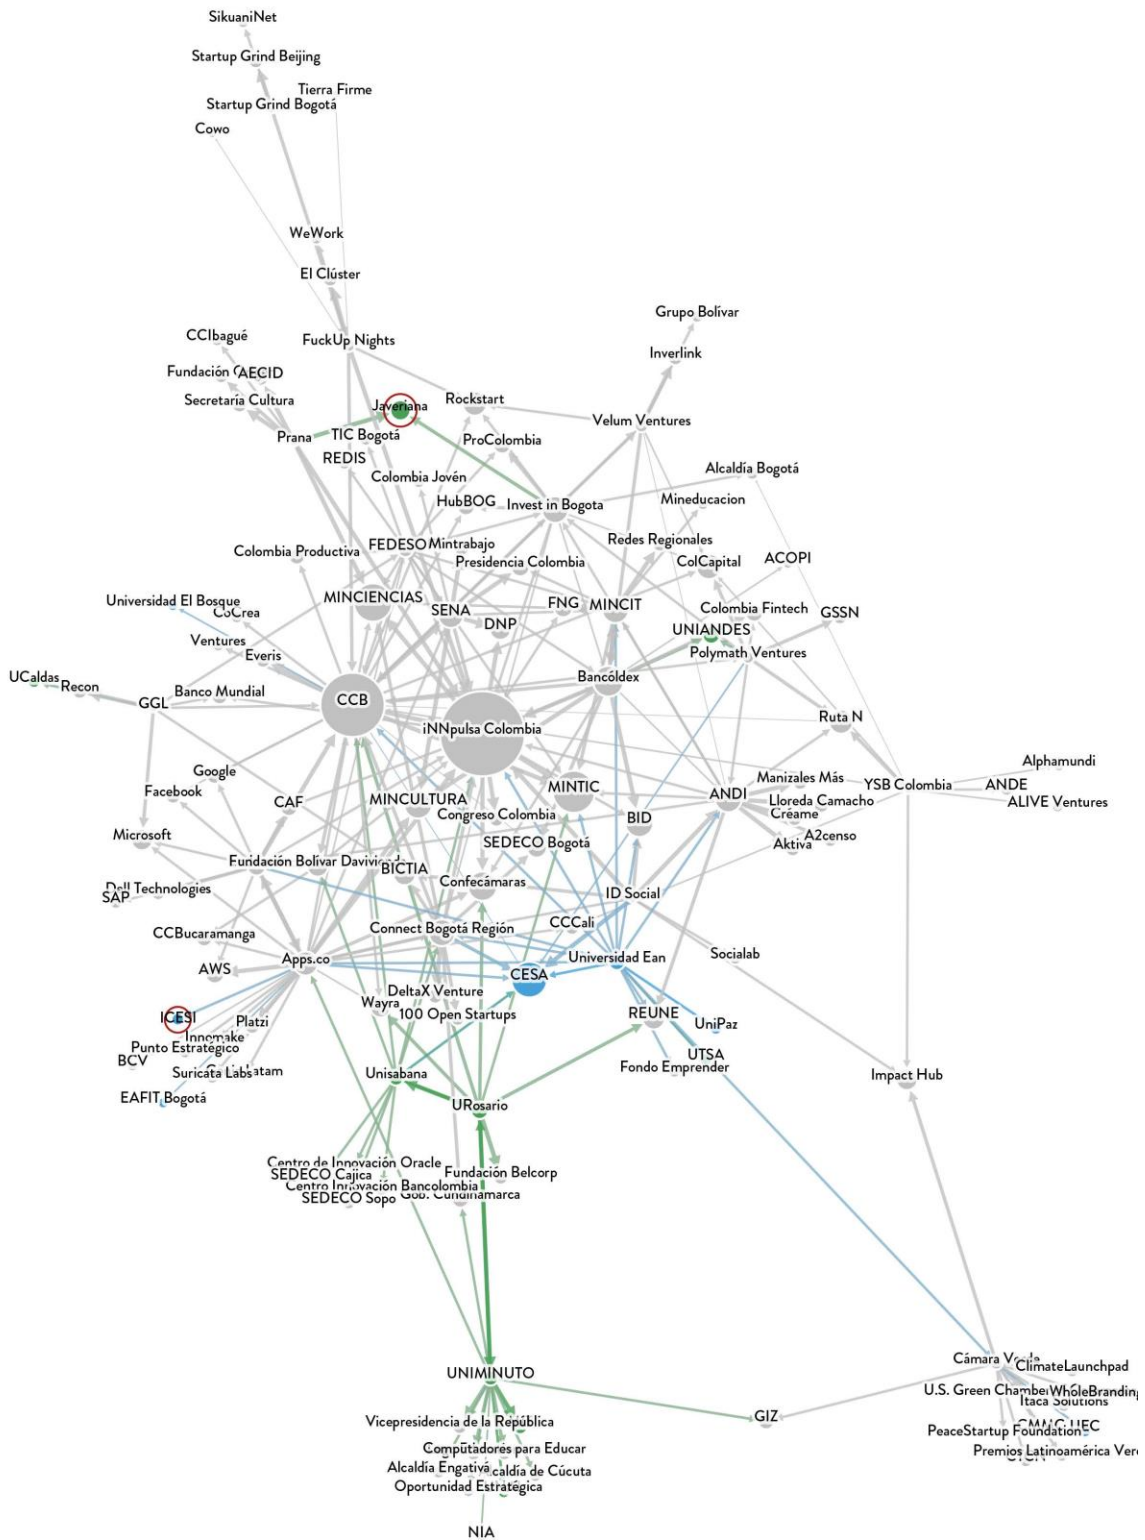 SikuaniNet
Startup Grind Beijing
Tierra Firme
Startup Grind Bogotá
Cowo
WeWork
El Clúster
Grupo Bolívar
CCIbagué
FuckUp Nights
Inverlink
Fundación
AECID
Secretaría Cultura
Javeriana
Rockstart
Velum Ventures
Prana
TIC Bogotá
ProColombia
REDIS
Alcaldía Bogotá
Colombia Jovén
HubBOG
Invest in Bogota
Mineducacion
Colombia Productiva
FEDESO
Mintrabajo
Redes Regionales
Presidencia Colombia
ColCapital
ACOPI
Universidad El Bosque
MINCIENCIAS
CoCrea
SENA
FNG
MINCIT
Colombia Fintech
GSSN
DNP
UNIANDES
Ventures
Everis
Polymath Ventures
UCaldas
Recon
Banco Mundial
GGL
CCB
Bancóldex
iNNpulsa Colombia
Ruta N
Google
Alphamundi
Facebook
CAF
MINCULTURA
MINTIC
ANDI
Manizales Más
YSB Colombia
ANDE
Congreso Colombia
BID
Lloreda Camacho
ALIVE Ventures
Créame
Microsoft
SEDECO Bogotá
Aktiva
A2censo
Fundación Bolívar Davivienda
BICTIA
Confecámaras
ID Social
Dell Technologies
SAP
CCBucaramanga
Connect Bogotá Región
CCCali
Apps.co
Universidad Ean
Socialab
AWS
CESA
DeltaX Venture
Wayra
100 Open Startups
REUNE
ICESI
Platzi
UniPaz
Innomake
Punto Estratégico
BCV
UTSA
Suricata Labs
Fondo Emprender
Unisabana
Impact Hub
EAFIT Bogotá
URosario
Centro de Innovación Oracle
SEDECO Cajica
Fundación Belcorp
Centro Innovación Bancolombia
SEDECO Sopo
Gob. Cundinamarca
UNIMINUTO
Cámara Verde
ClimateLaunchpad
U.S. Green Chamber
WholeBranding
Itaca Solutions
GIZ
Vicepresidencia de la República
PeaceStartup Foundation
Computadores para Educar
Premios Latinoamérica Verd
Alcaldía Engativá
Alcaldía de Cúcuta
Oportunidad Estratégica
NIA